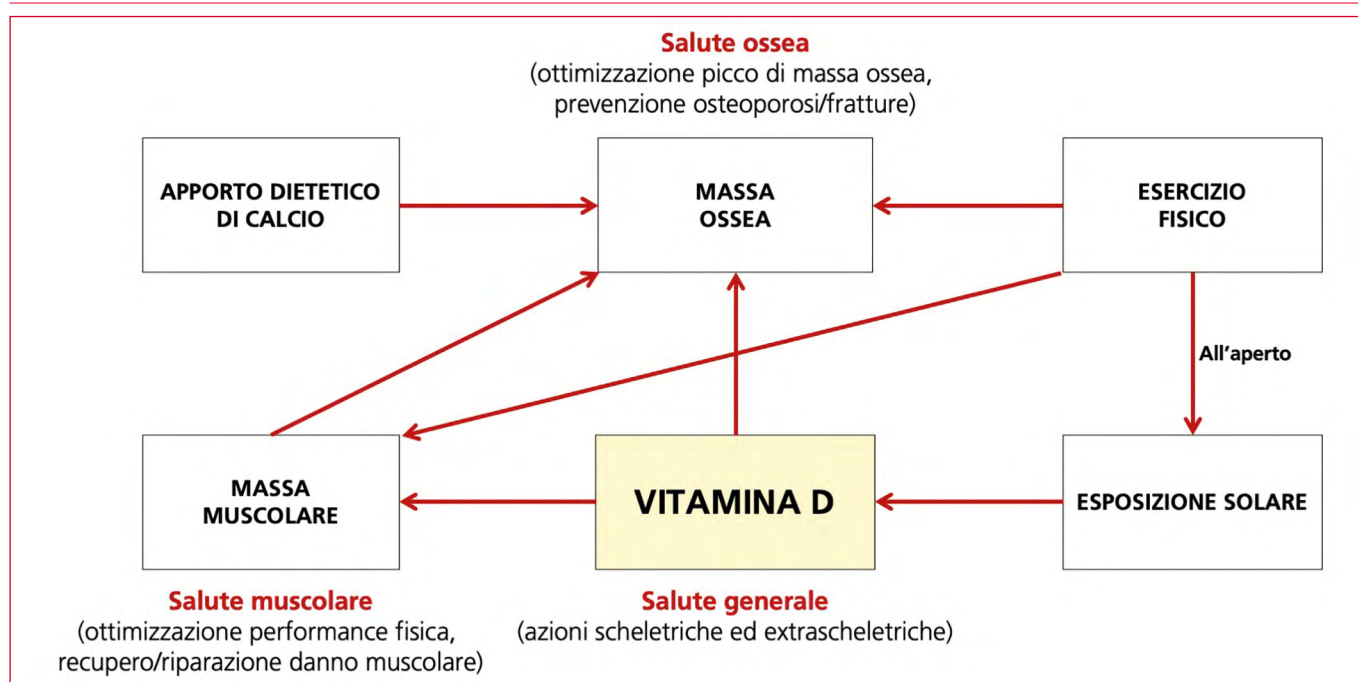 Salute ossea
(ottimizzazione picco di massa ossea,
prevenzione osteoporosi/fratture)
APPORTO DIETETICO
DI CALCIO
MASSA
OSSEA
ESERCIZIO
FISICO
All’aperto
MASSA
MUSCOLARE
VITAMINA D
ESPOSIZIONE SOLARE
Salute muscolare
(ottimizzazione performance fisica,
recupero/riparazione danno muscolare)
Salute generale
(azioni scheletriche ed extrascheletriche)